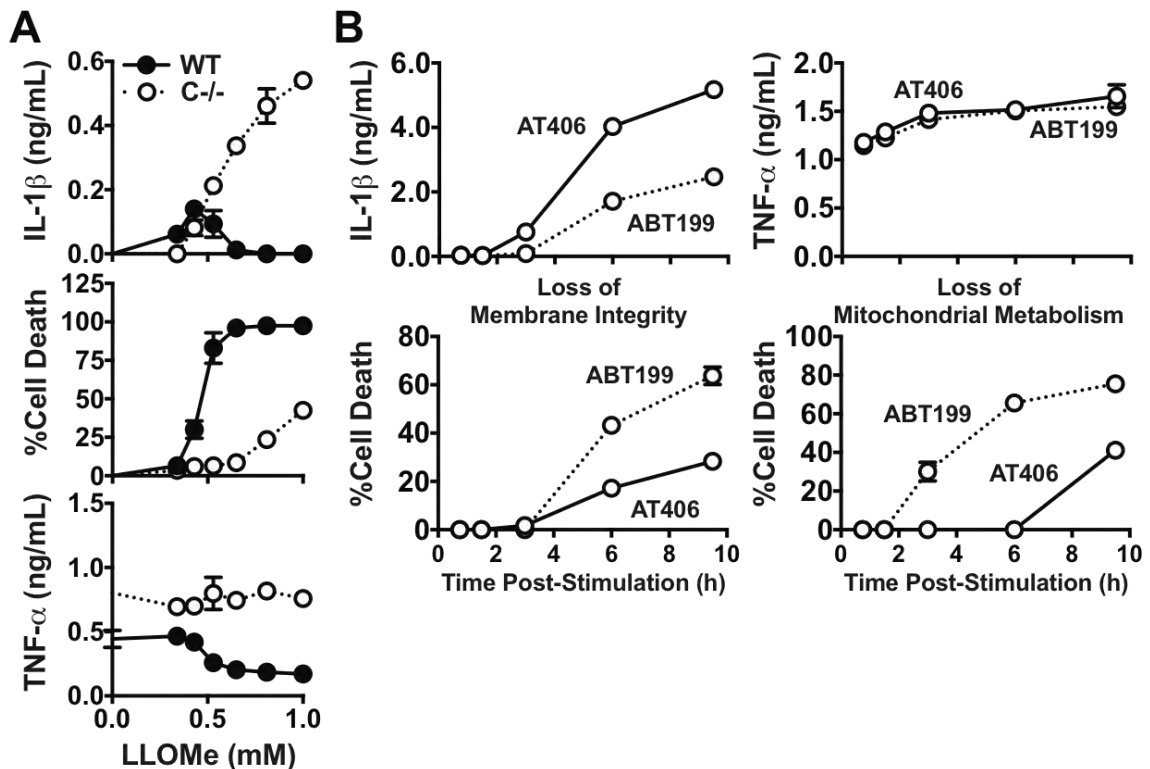 A
IL-1β (ng/mL)
0.6
0.4
0.2
0.0
WT
C-/-
%Cell Death
125
100
75
50
25
0
TNF-α (ng/mL)
1.5
1.0
0.5
0.0
0.0 0.5 1.0
LLOMe (mM)
B
IL-1β (ng/mL)
6.0
4.0
2.0
0.0
AT406
ABT199
TNF-α (ng/mL)
2.0
1.5
1.0
0.5
0.0
AT406
ABT199
Loss of
Membrane Integrity
%Cell Death
80
60
40
20
0
ABT199
AT406
0 2 4 6 8 10
Time Post-Stimulation (h)
Loss of
Mitochondrial Metabolism
%Cell Death
100
80
60
40
20
0
ABT199
AT406
0 2 4 6 8 10
Time Post-Stimulation (h)